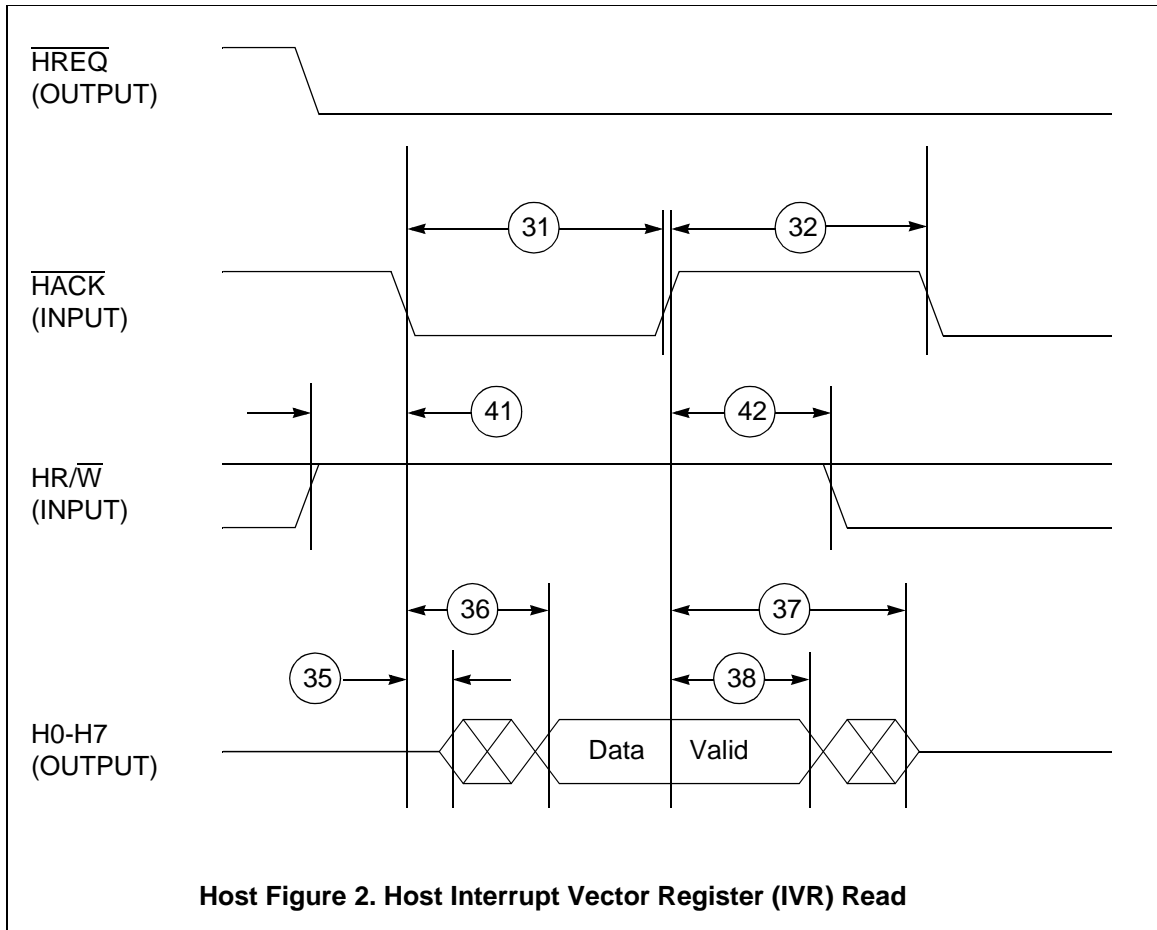 HREQ
(OUTPUT)
31
32
HACK
(INPUT)
41
42
HR/W
(INPUT)
36
37
35
38
H0-H7
(OUTPUT)
Data Valid
Host Figure 2. Host Interrupt Vector Register (IVR) Read